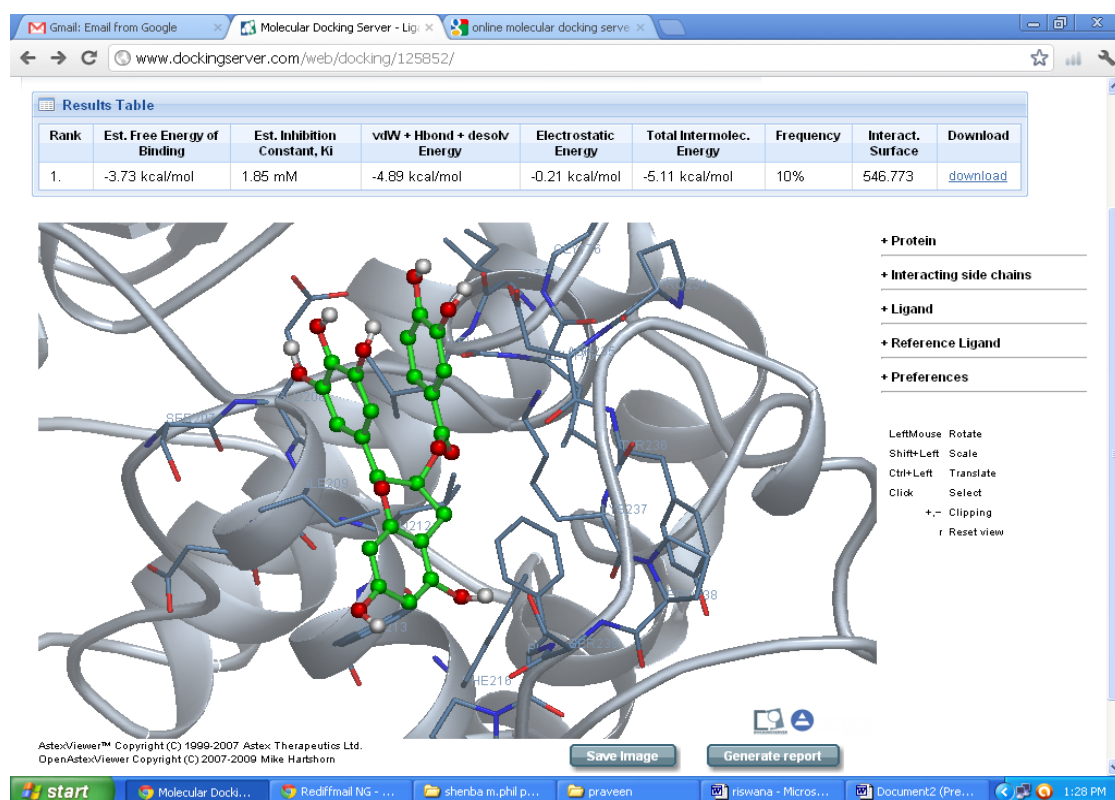 Gmail: Email from Google
Molecular Docking Server - Lig
online molecular docking serve
www.dockingserver.com/web/docking/125852/
Results Table
Rank Est. Free Energy of Binding Est. Inhibition Constant, Ki vdW + Hbond + desolv Energy Electrostatic Energy Total Intermolec. Energy Frequency Interact. Surface Download
1. -3.73 kcal/mol 1.85 mM -4.89 kcal/mol -0.21 kcal/mol -5.11 kcal/mol 10% 546.773 download
+ Protein
+ Interacting side chains
+ Ligand
+ Reference Ligand
+ Preferences
LeftMouse Rotate
Shift+Left Scale
Ctrl+Left Translate
Click Select
+,- Clipping
r Reset view
HE216
AstexViewer™ Copyright (C) 1999-2007 Astex Therapeutics Ltd.
OpenAstexViewer Copyright (C) 2007-2009 Mike Hartshorn
Save Image
Generate report
start
Molecular Docki...
Rediffmail NG - ...
shenba m.phil p...
praveen
riswana - Micros...
Document2 (Pre...
1:28 PM